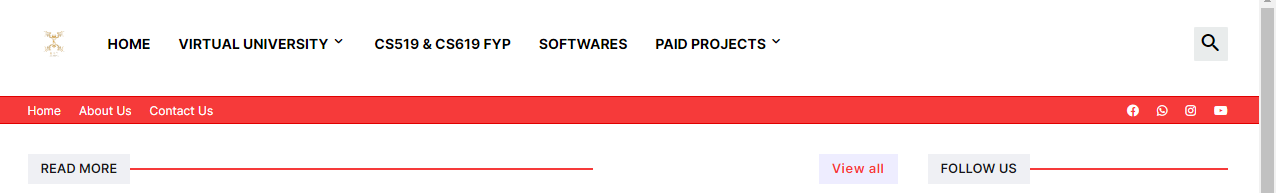 HOME VIRTUAL UNIVERSITY CS519 & CS619 FYP SOFTWARES PAID PROJECTS
Home About Us Contact Us
READ MORE View all FOLLOW US